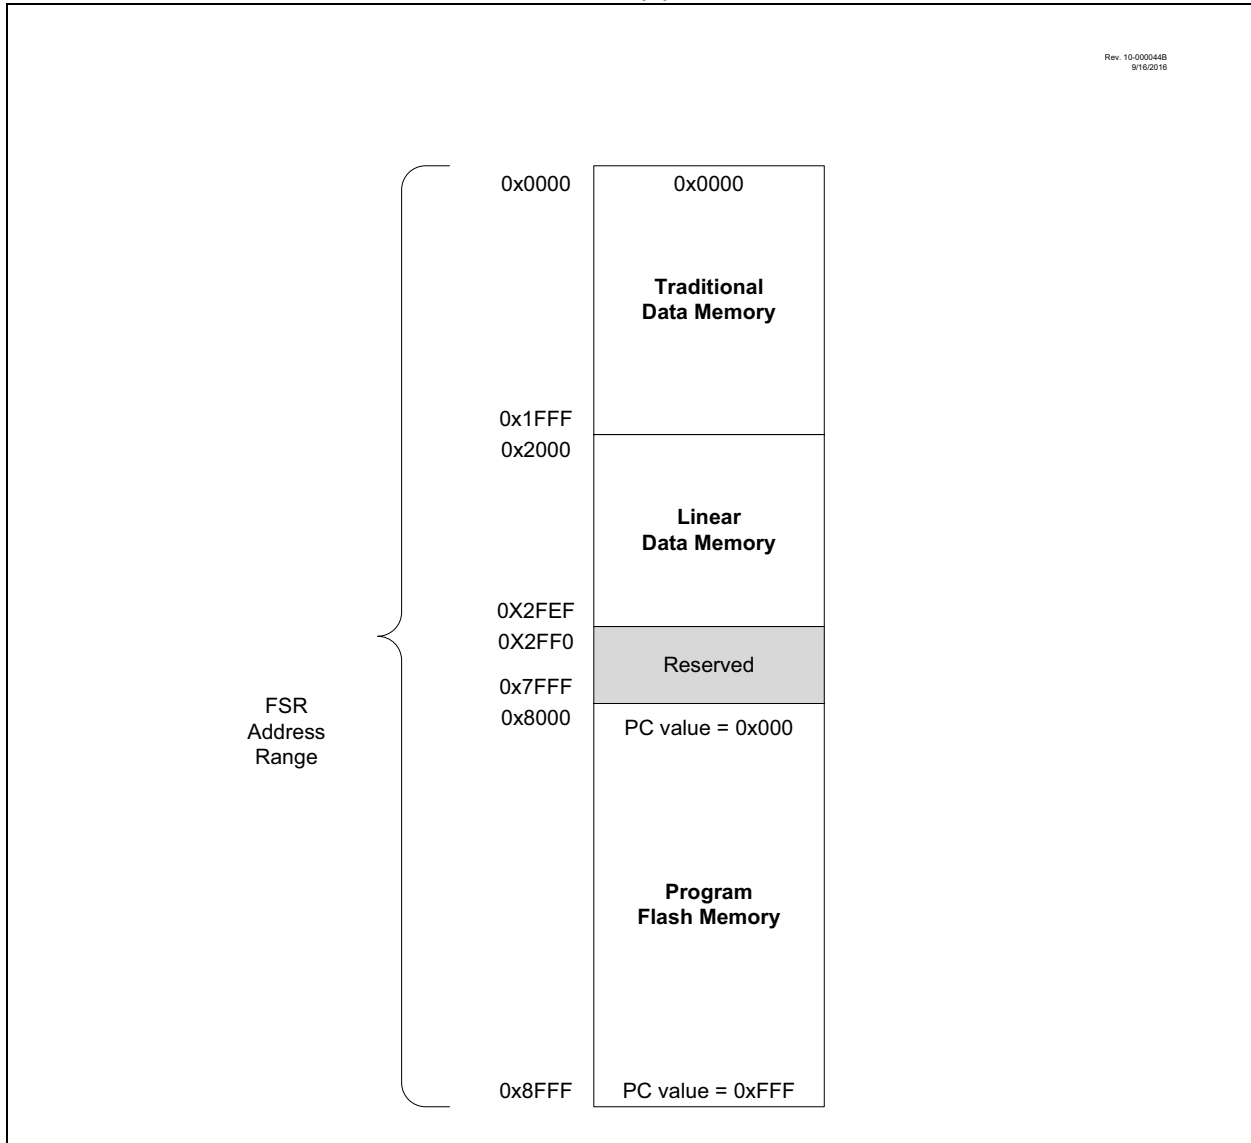 Rev. 10-000044B
9/16/2016
0x0000
0x0000
Traditional
Data Memory
0x1FFF
0x2000
Linear
Data Memory
0X2FEF
0X2FF0
Reserved
0x7FFF
0x8000
PC value = 0x000
FSR
Address
Range
Program
Flash Memory
0x8FFF
PC value = 0xFFF